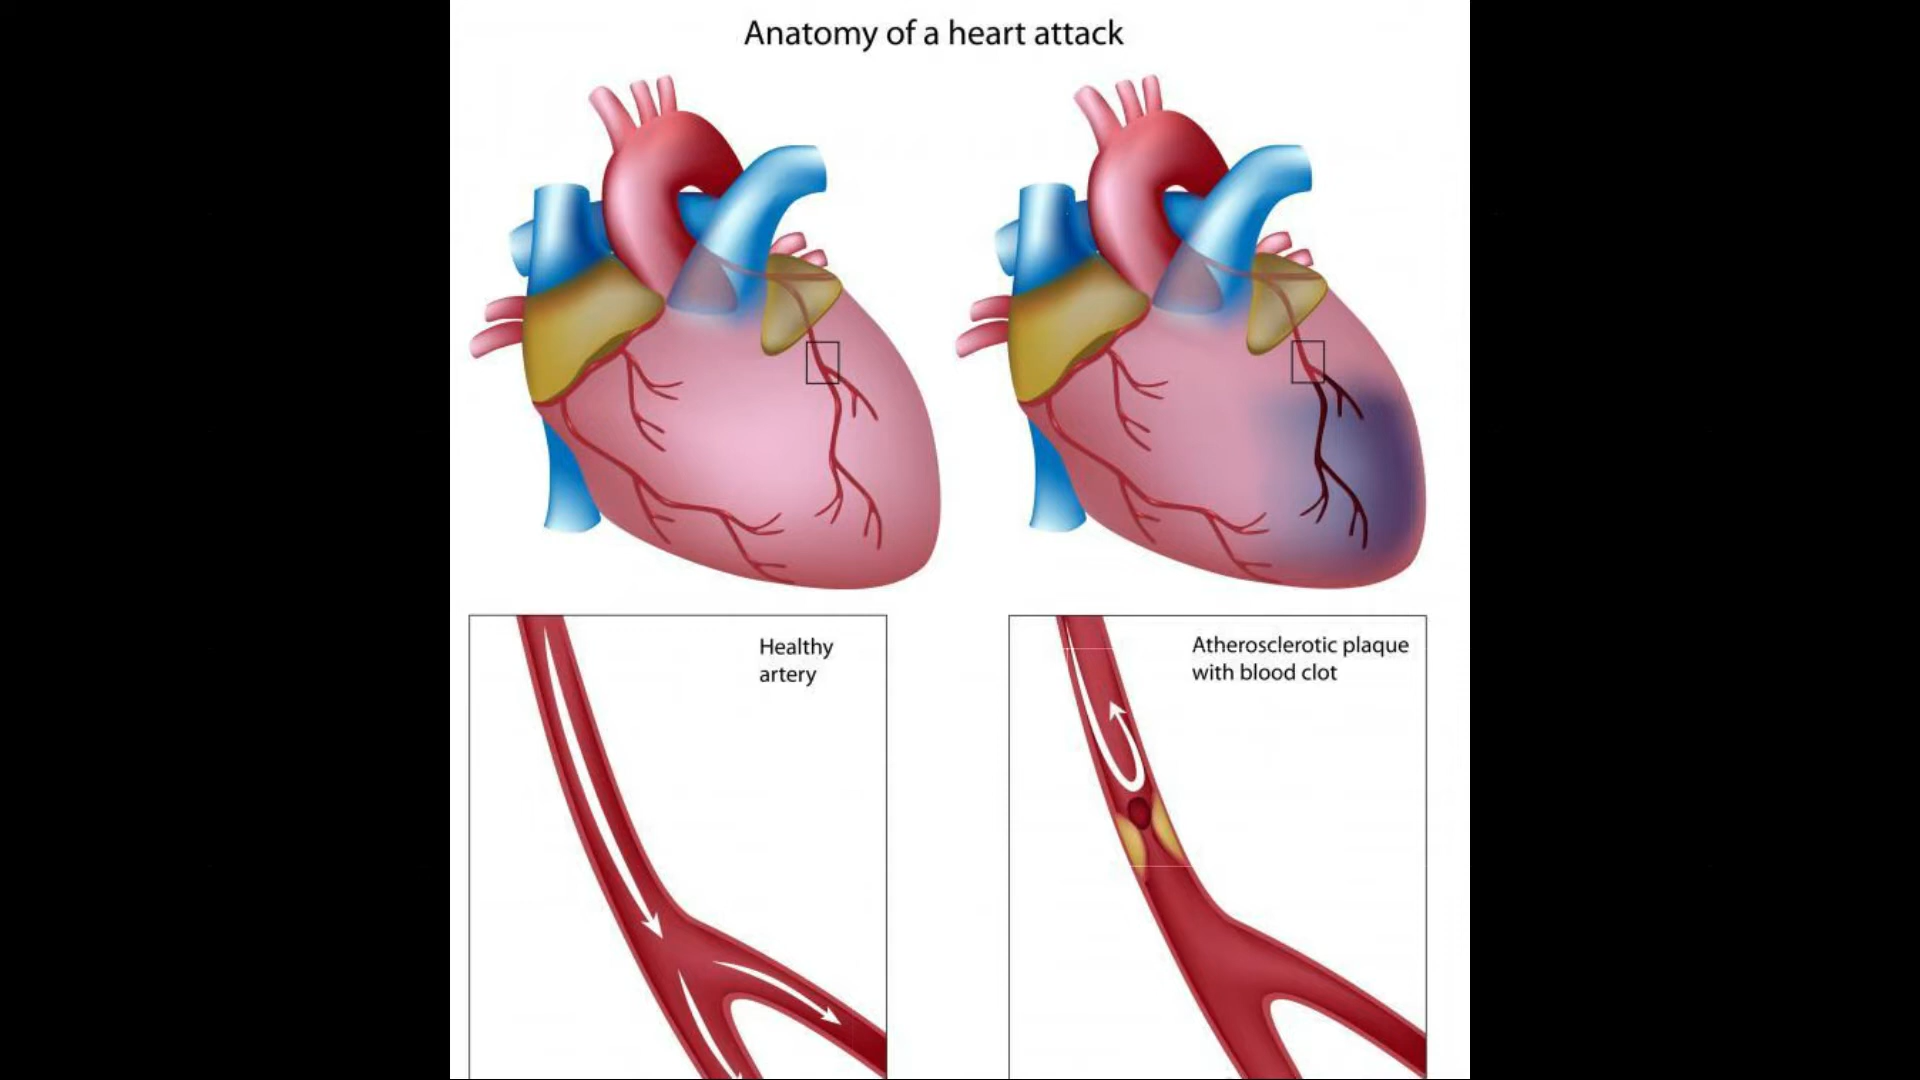 Anatomy of a heart attack
Healthy
artery
Atherosclerotic plaque
with blood clot